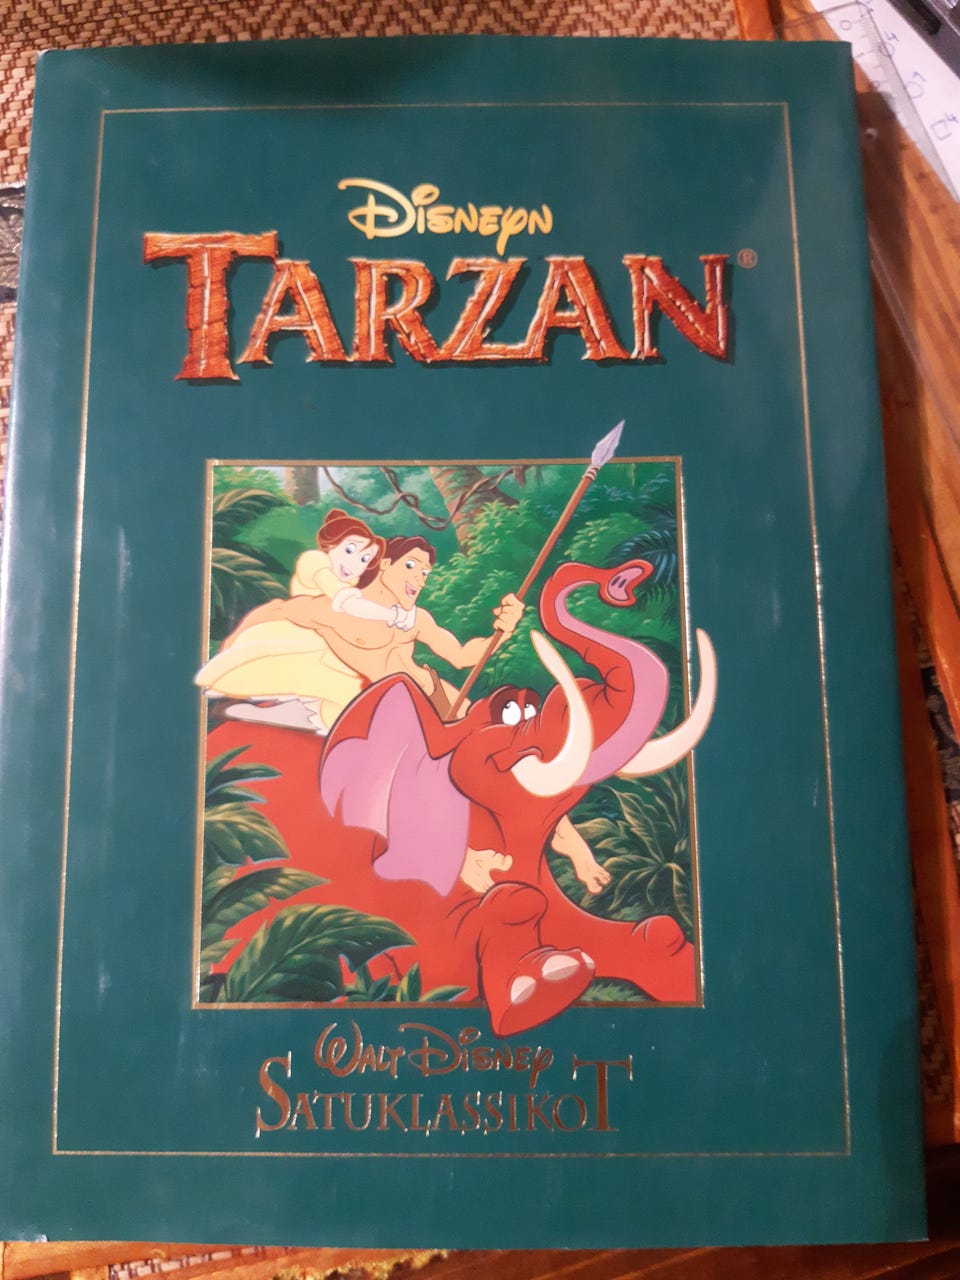 DISNEYN
TARZAN®
WALT DISNEY
SATUKLASSIKOT